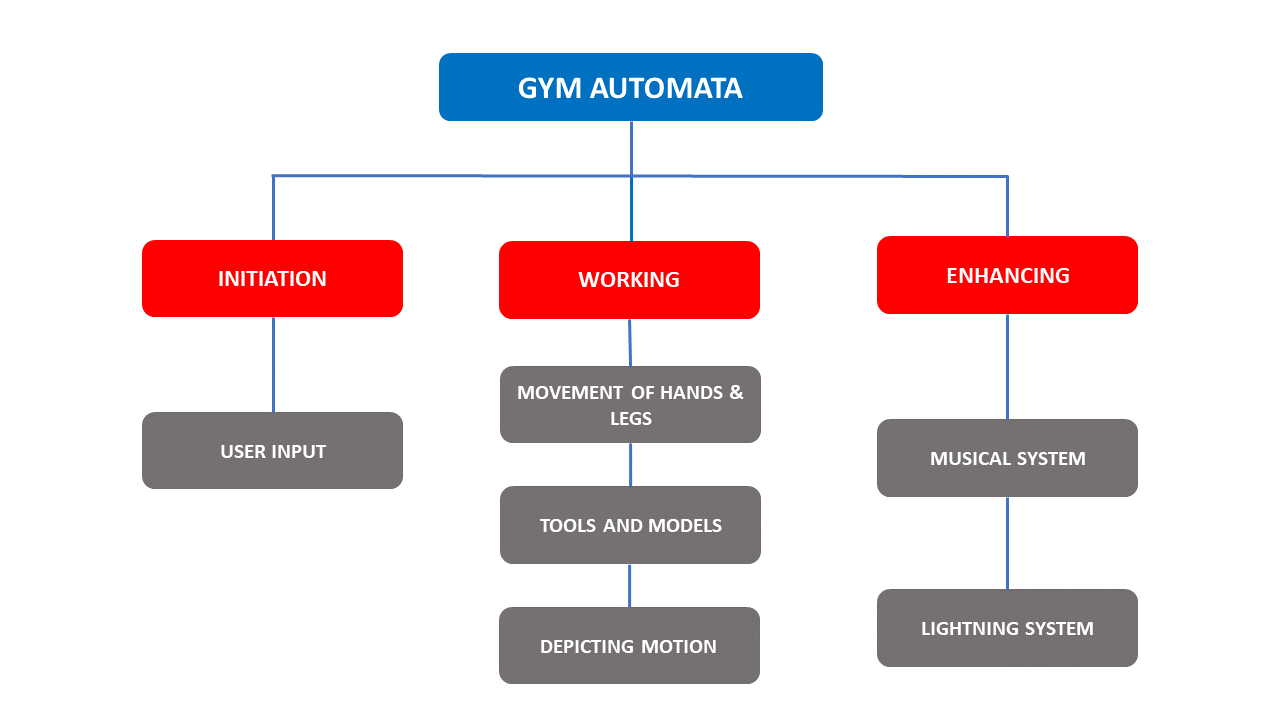 GYM AUTOMATA
INITIATION
WORKING
ENHANCING
USER INPUT
MOVEMENT OF HANDS &
LEGS
TOOLS AND MODELS
DEPICTING MOTION
MUSICAL SYSTEM
LIGHTNING SYSTEM